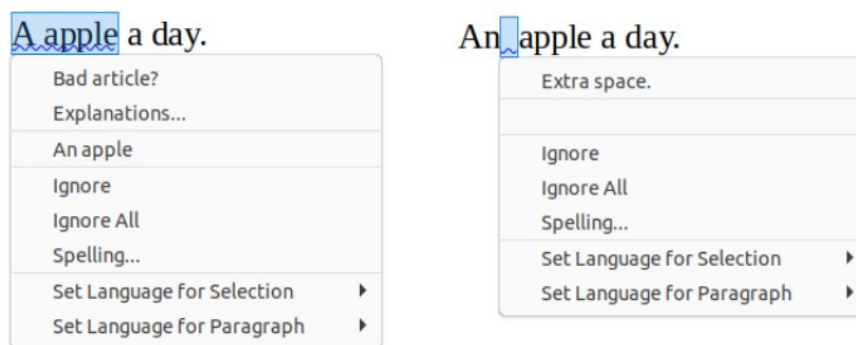 A apple a day.
Bad article?
Explanations...
An apple
Ignore
Ignore All
Spelling...
Set Language for Selection
Set Language for Paragraph
An  apple a day.
Extra space.
Ignore
Ignore All
Spelling...
Set Language for Selection
Set Language for Paragraph